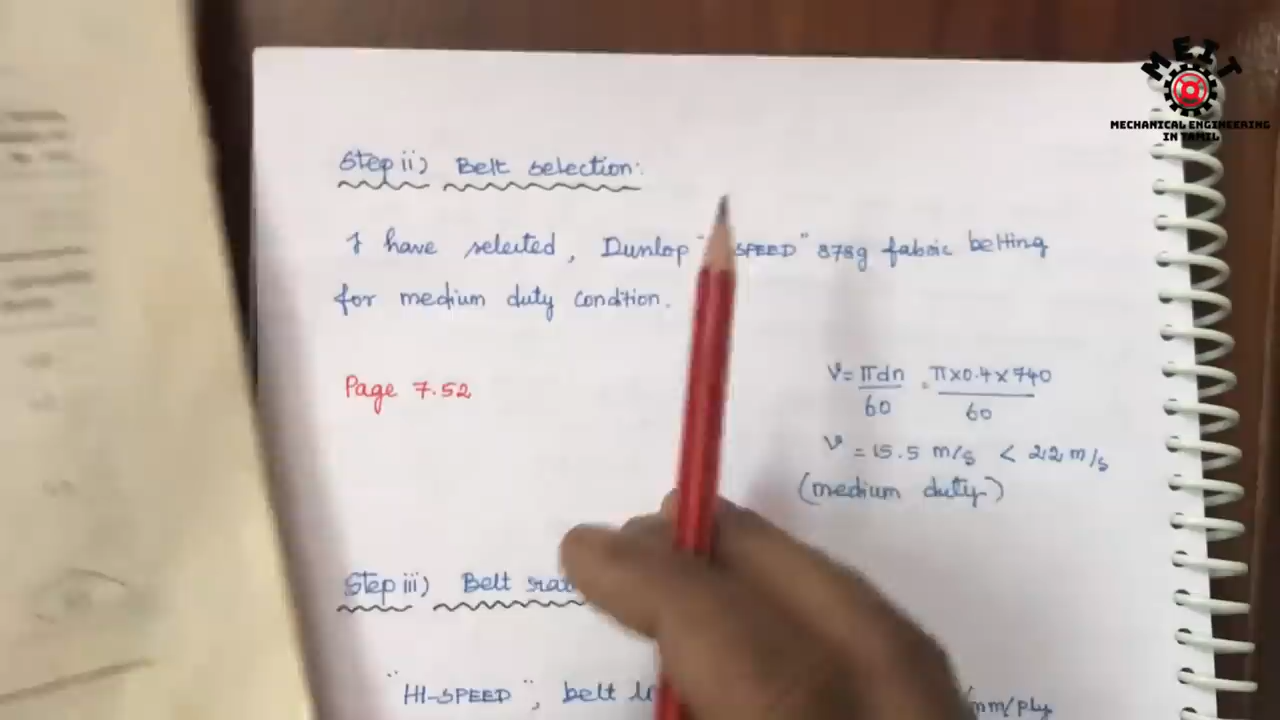 MEIT
MECHANICAL ENGINEERING
IN TAMIL
Step ii) Belt selection:
I have selected, Dunlop " SPEED" 878g fabric belting
for medium duty condition.
Page 7.52
V = πdn/60 = π×0.4×740/60
V = 15.5 m/s < 22 m/s
(medium duty)
Step iii) Belt
"HI-SPEED", belt
mm/ply